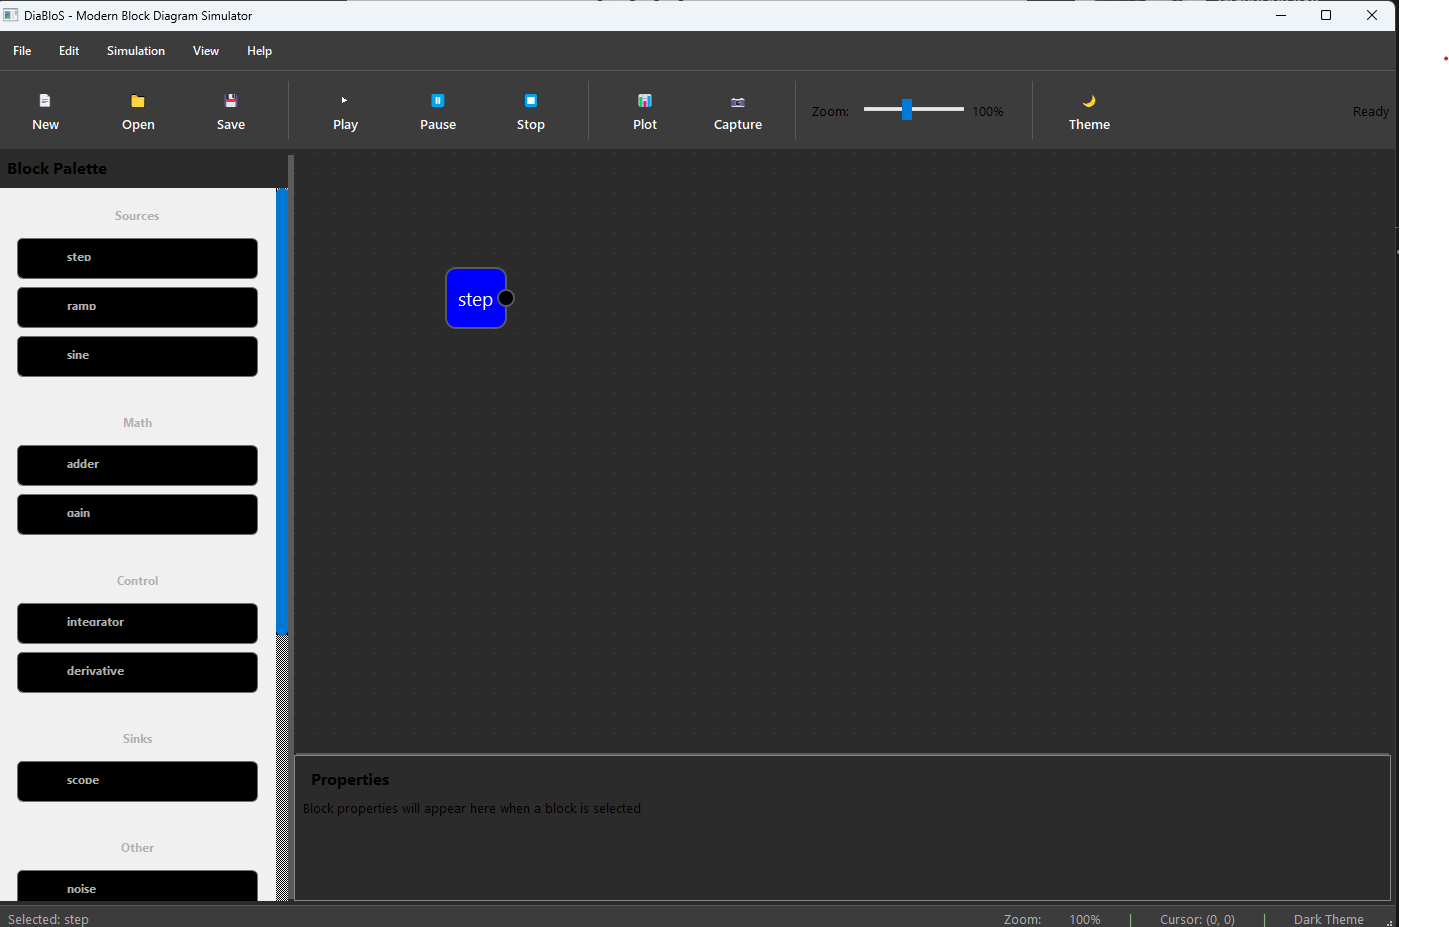 DiaBloS - Modern Block Diagram Simulator
File Edit Simulation View Help
New Open Save Play Pause Stop Plot Capture Zoom: 100% Theme Ready
Block Palette
Sources
step
ramp
sine
Math
adder
gain
Control
integrator
derivative
Sinks
scope
Other
noise
step
Properties
Block properties will appear here when a block is selected
Selected: step Zoom: 100% | Cursor: (0, 0) | Dark Theme